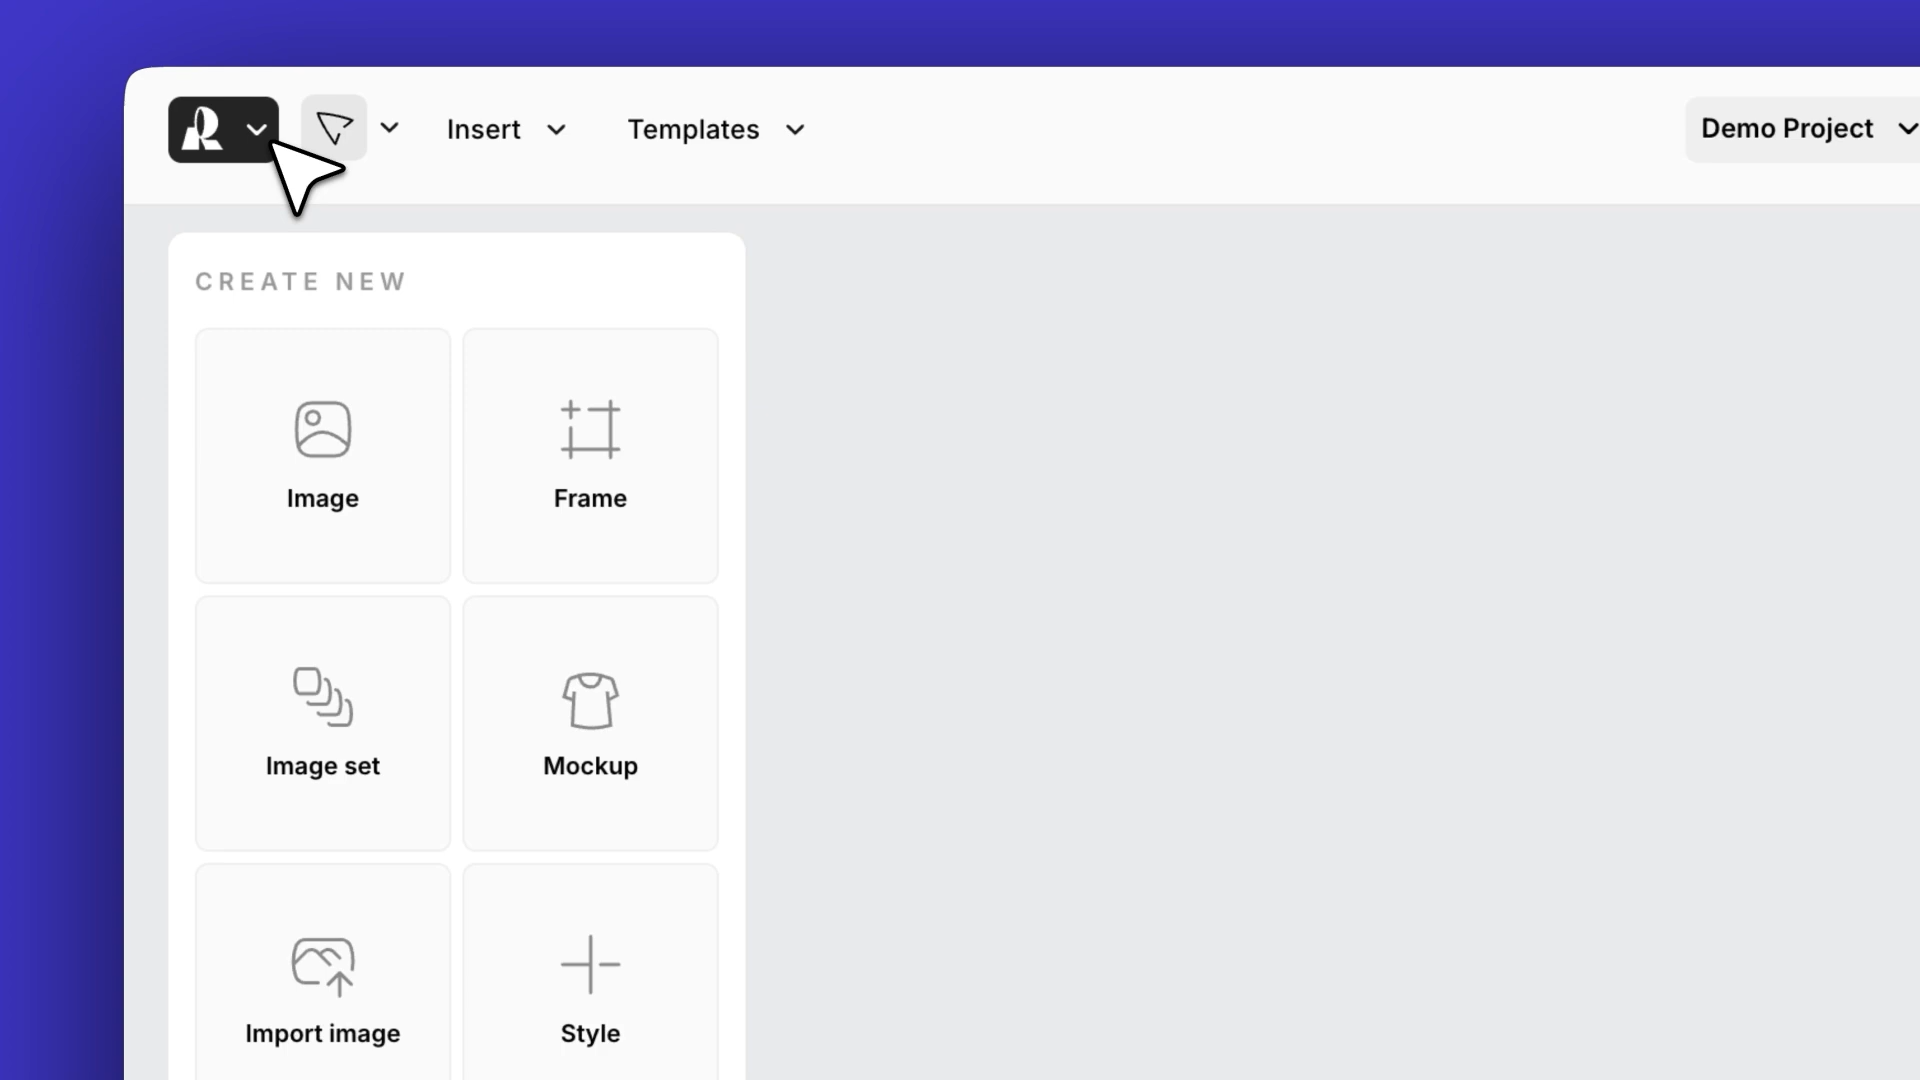 Insert
Templates
Demo Project
CREATE NEW
Image
Frame
Image set
Mockup
Import image
Style